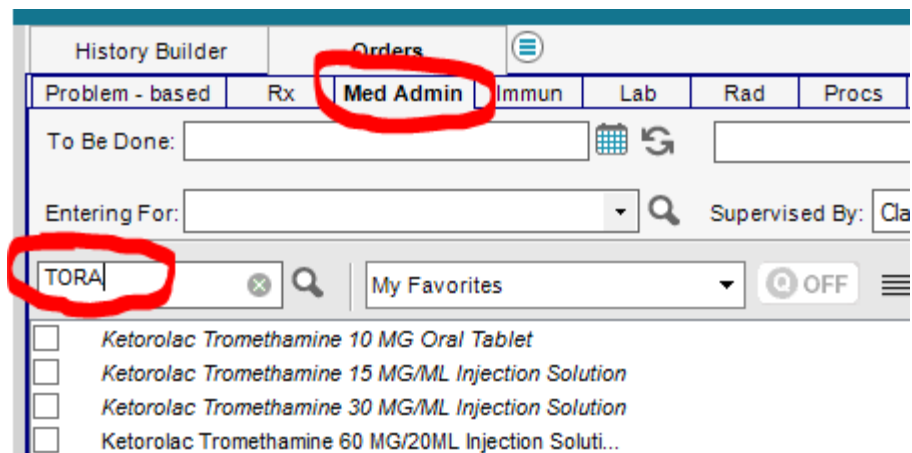 History Builder Orders
Problem - based Rx Med Admin Immun Lab Rad Procs
To Be Done:
Entering For: Supervised By: Cla
TORA My Favorites OFF
Ketorolac Tromethamine 10 MG Oral Tablet
Ketorolac Tromethamine 15 MG/ML Injection Solution
Ketorolac Tromethamine 30 MG/ML Injection Solution
Ketorolac Tromethamine 60 MG/20ML Injection Soluti...